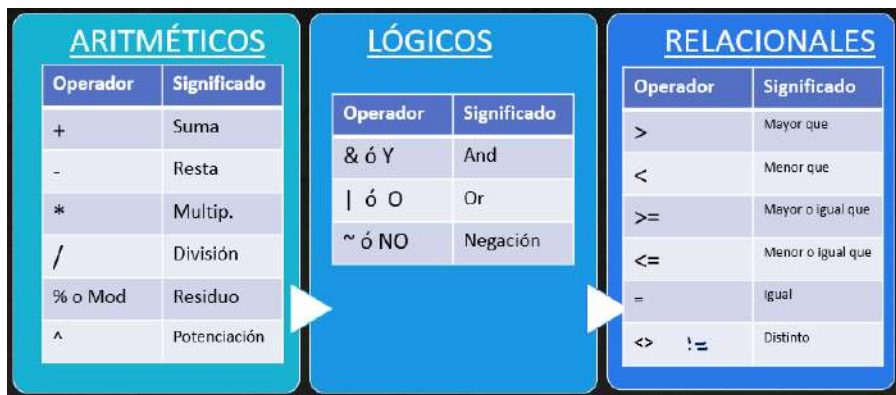 ARITMÉTICOS
Operador Significado
+ Suma
- Resta
* Multip.
/ División
% o Mod Residuo
^ Potenciación
LÓGICOS
Operador Significado
& ó Y And
| ó O Or
~ ó NO Negación
RELACIONALES
Operador Significado
> Mayor que
< Menor que
>= Mayor o igual que
<= Menor o igual que
= Igual
<> != Distinto